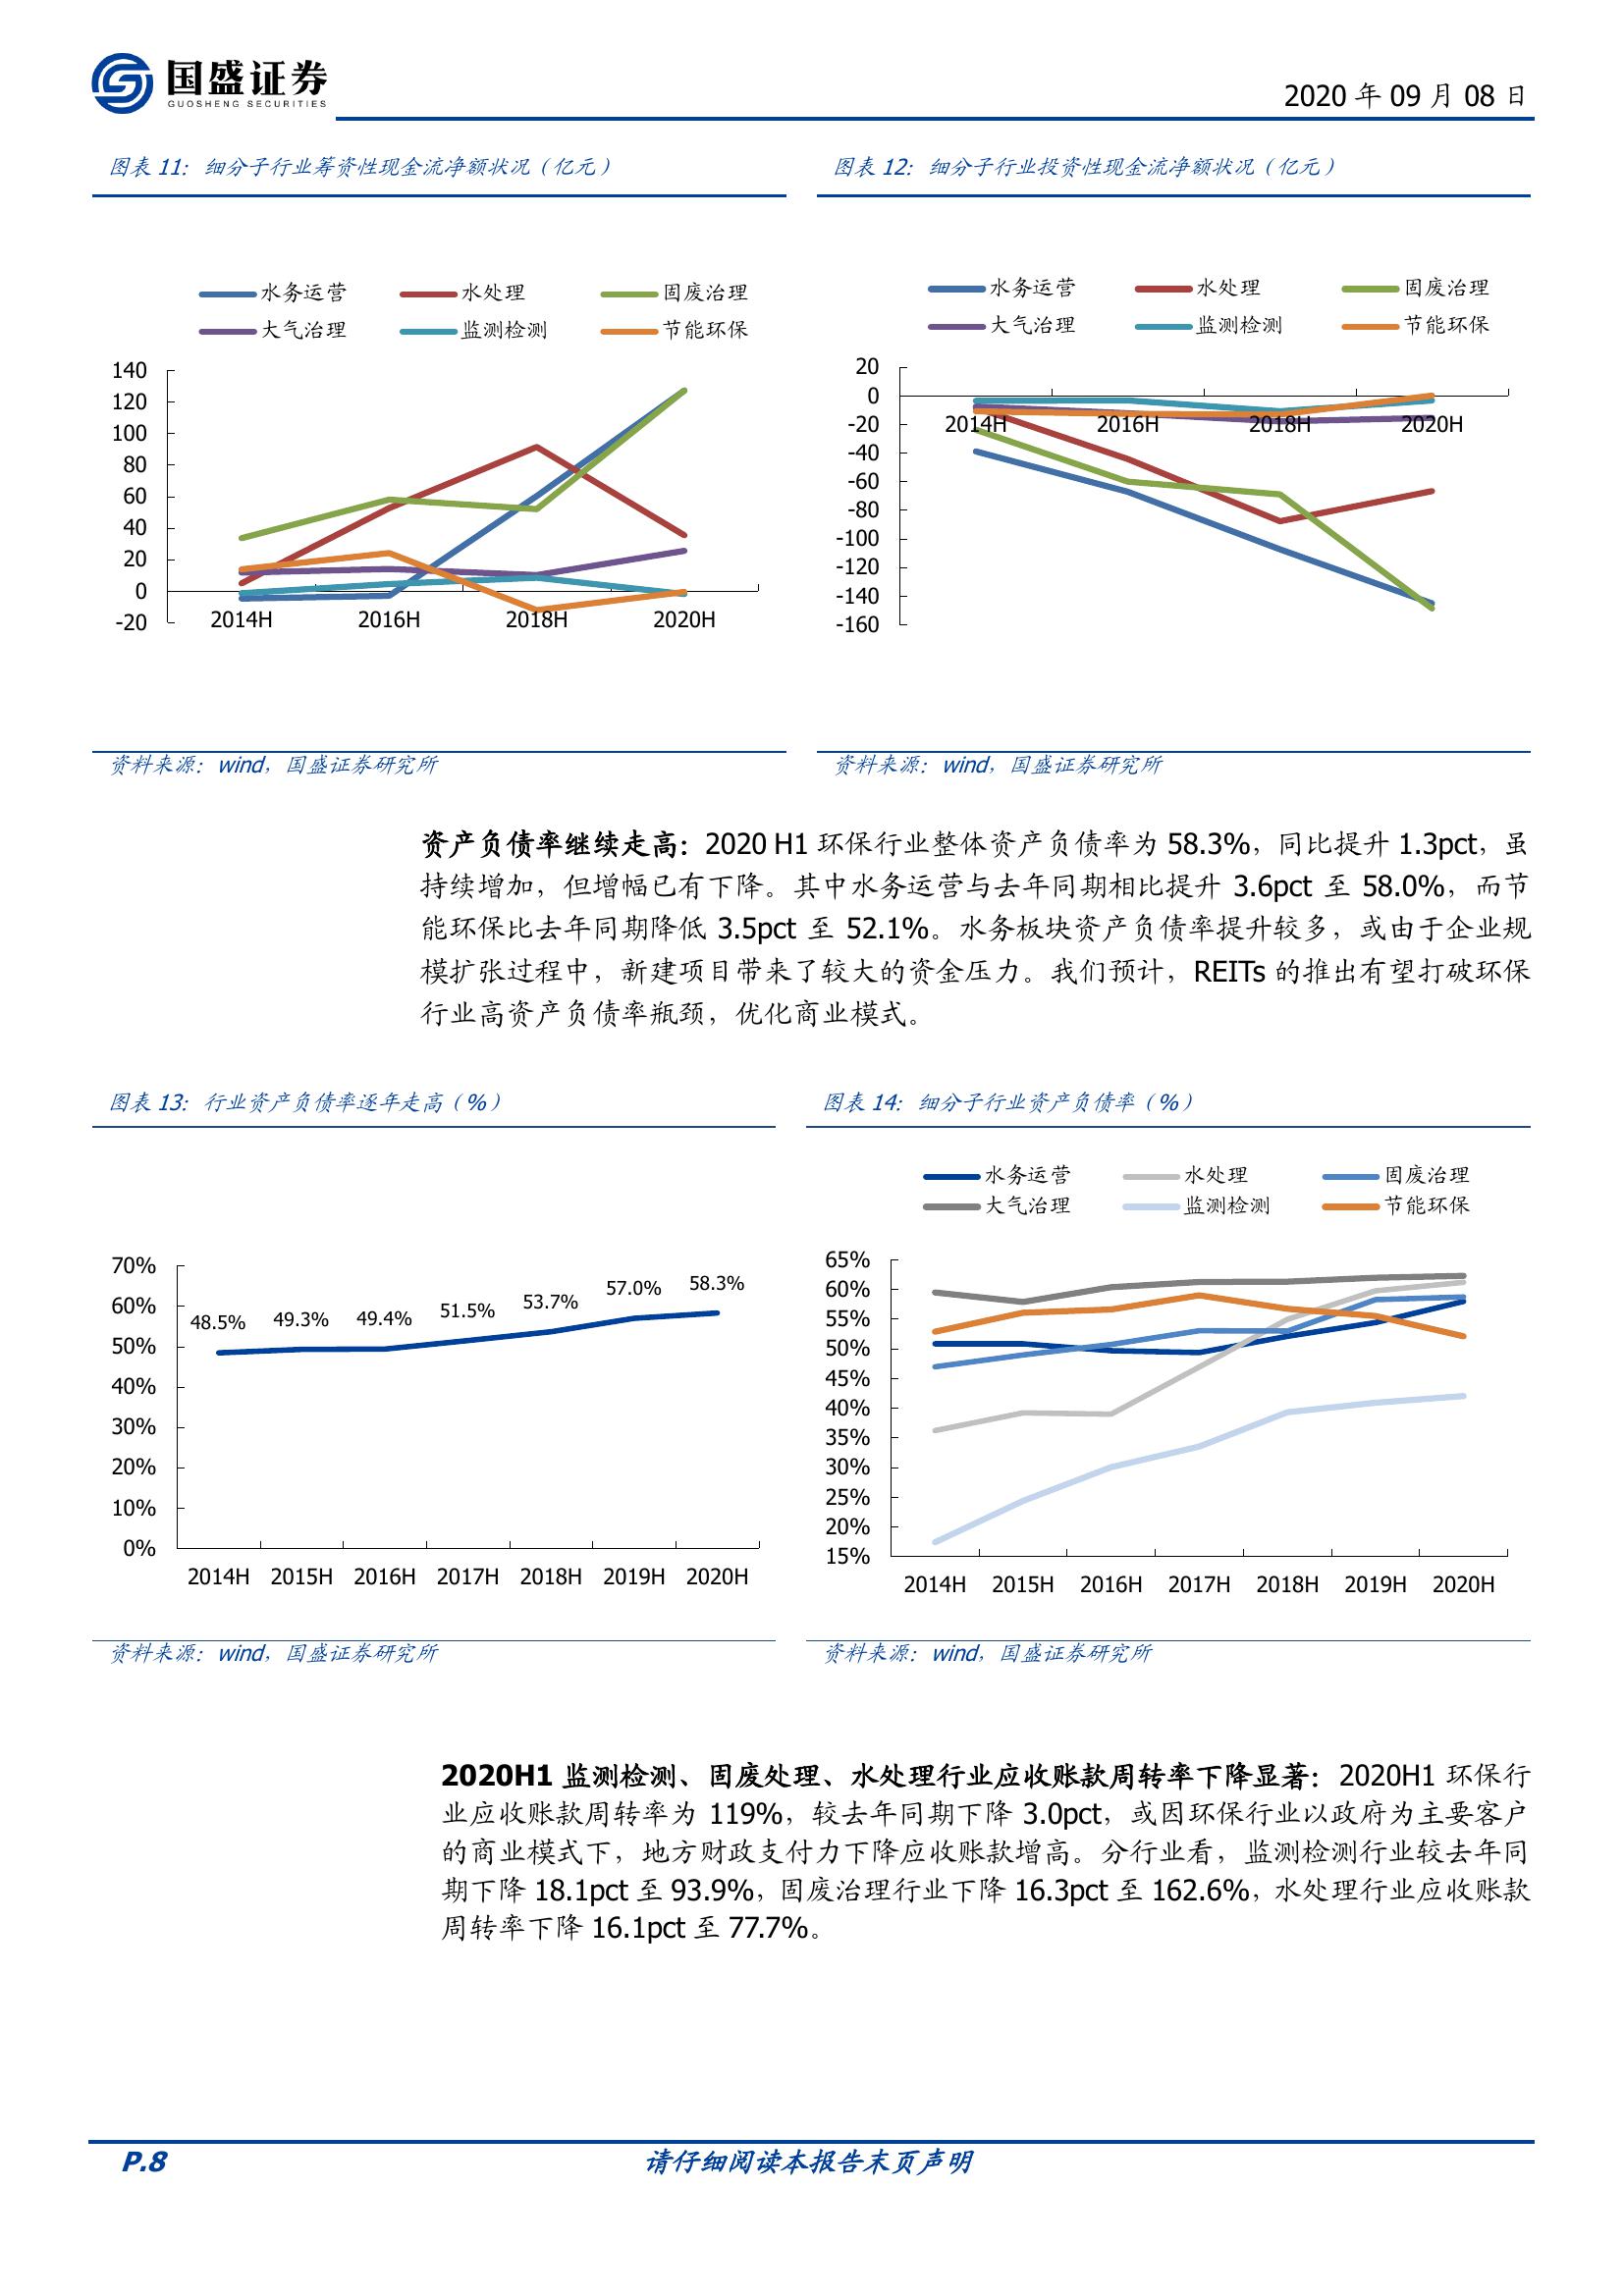 国盛证券
GUOSHENG SECURITIES
2020 年 09 月 08 日
图表 11：细分子行业筹资性现金流净额状况（亿元）
水务运营 水处理 固废治理
大气治理 监测检测 节能环保
140
120
100
80
60
40
20
0
-20
2014H 2016H 2018H 2020H
资料来源：wind，国盛证券研究所
图表 12：细分子行业投资性现金流净额状况（亿元）
水务运营 水处理 固废治理
大气治理 监测检测 节能环保
20
0
-20
-40
-60
-80
-100
-120
-140
-160
2014H 2016H 2018H 2020H
资料来源：wind，国盛证券研究所
资产负债率继续走高：2020 H1 环保行业整体资产负债率为 58.3%，同比提升 1.3pct，虽
持续增加，但增幅已有下降。其中水务运营与去年同期相比提升 3.6pct 至 58.0%，而节
能环保比去年同期降低 3.5pct 至 52.1%。水务板块资产负债率提升较多，或由于企业规
模扩张过程中，新建项目带来了较大的资金压力。我们预计，REITs 的推出有望打破环保
行业高资产负债率瓶颈，优化商业模式。
图表 13：行业资产负债率逐年走高（%）
70%
60%
50%
40%
30%
20%
10%
0%
48.5% 49.3% 49.4% 51.5% 53.7% 57.0% 58.3%
2014H 2015H 2016H 2017H 2018H 2019H 2020H
资料来源：wind，国盛证券研究所
图表 14：细分子行业资产负债率（%）
水务运营 水处理 固废治理
大气治理 监测检测 节能环保
65%
60%
55%
50%
45%
40%
35%
30%
25%
20%
15%
2014H 2015H 2016H 2017H 2018H 2019H 2020H
资料来源：wind，国盛证券研究所
2020H1 监测检测、固废处理、水处理行业应收账款周转率下降显著：2020H1 环保行
业应收账款周转率为 119%，较去年同期下降 3.0pct，或因环保行业以政府为主要客户
的商业模式下，地方财政支付力下降应收账款增高。分行业看，监测检测行业较去年同
期下降 18.1pct 至 93.9%，固废治理行业下降 16.3pct 至 162.6%，水处理行业应收账款
周转率下降 16.1pct 至 77.7%。
P.8
请仔细阅读本报告末页声明